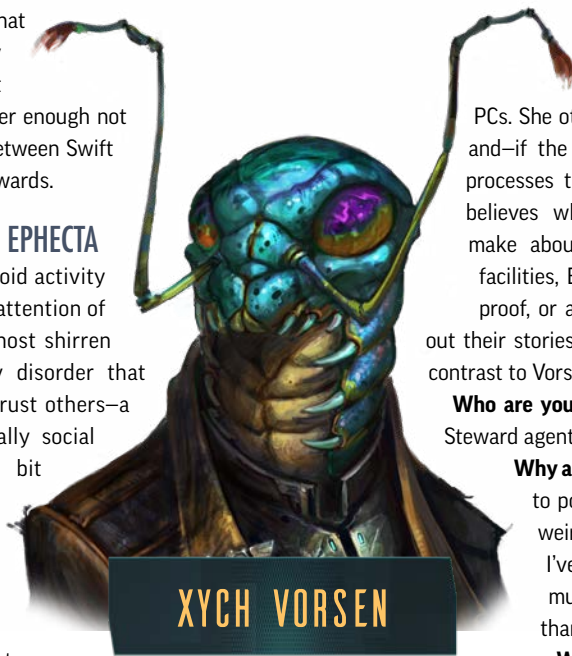 hat
er enough not
etween Swift
wards.
EPHECTA
oid activity
attention of
most shirren
y disorder that
rust others—a
ally social
bit
PCs. She of
and—if the
processes t
believes wh
make abou
facilities, E
proof, or a
out their stories
contrast to Vors
Who are you
Steward agent
Why a
to po
weir
I've
mu
than
XYCH VORSEN